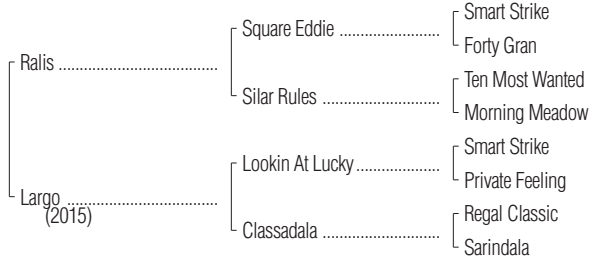 Smart Strike
Square Eddie
Forty Gran
Ralis
Ten Most Wanted
Silar Rules
Morning Meadow
Smart Strike
Lookin At Lucky
Private Feeling
Largo
(2015)
Regal Classic
Classadala
Sarindala